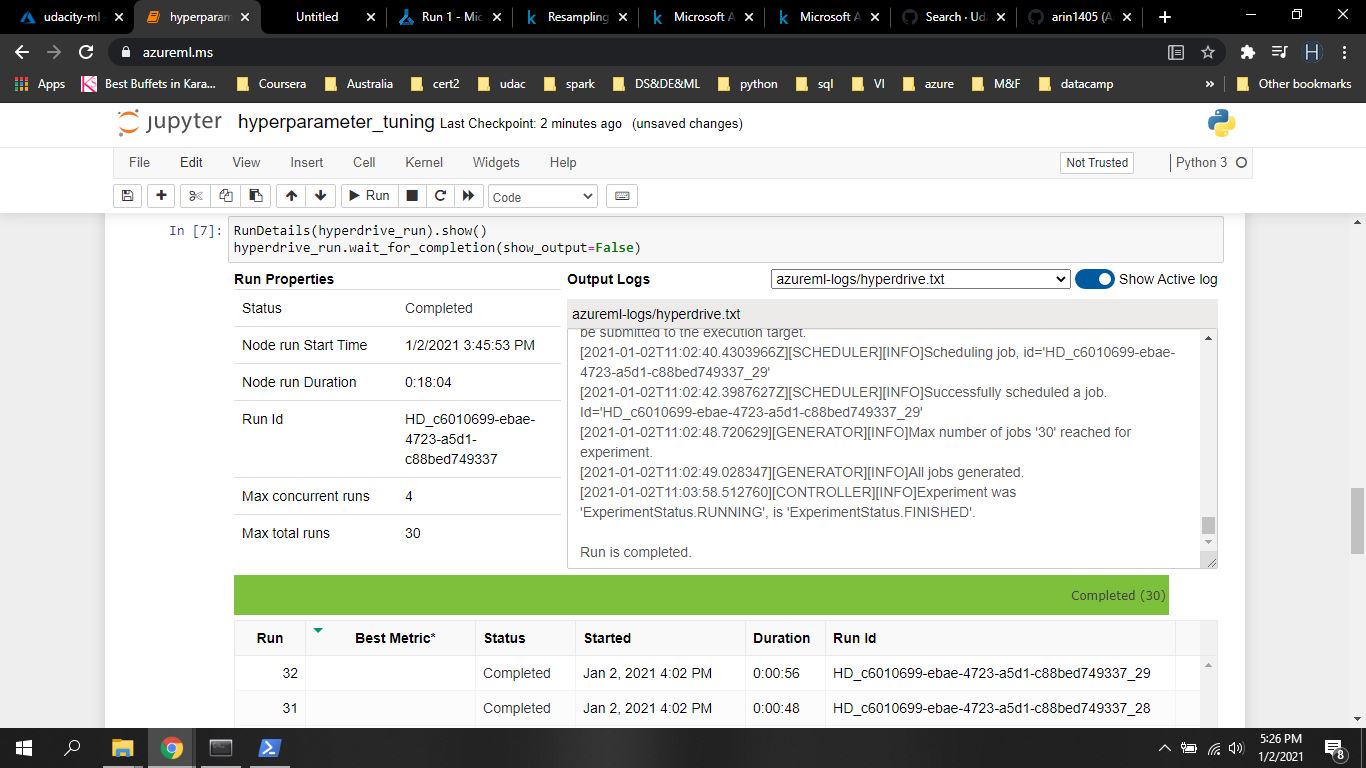 udacity-ml - 
hyperparam
Untitled
Run 1 - Mic
Resampling
Microsoft A
Microsoft A
Search · Ud
arin1405 (A
azureml.ms
H
Apps
Best Buffets in Kara...
Coursera
Australia
cert2
udac
spark
DS&DE&ML
python
sql
VI
azure
M&F
datacamp
»
Other bookmarks
jupyter hyperparameter_tuning Last Checkpoint: 2 minutes ago (unsaved changes)
File Edit View Insert Cell Kernel Widgets Help
Not Trusted
Python 3
Run
Code
In [7]:
RunDetails(hyperdrive_run).show()
hyperdrive_run.wait_for_completion(show_output=False)
Run Properties
Status Completed
Node run Start Time 1/2/2021 3:45:53 PM
Node run Duration 0:18:04
Run Id HD_c6010699-ebae-
4723-a5d1-
c88bed749337
Max concurrent runs 4
Max total runs 30
Output Logs
azureml-logs/hyperdrive.txt
Show Active log
azureml-logs/hyperdrive.txt
be submitted to the execution target.
[2021-01-02T11:02:40.4303966Z][SCHEDULER][INFO]Scheduling job, id='HD_c6010699-ebae-
4723-a5d1-c88bed749337_29'
[2021-01-02T11:02:42.3987627Z][SCHEDULER][INFO]Successfully scheduled a job.
Id='HD_c6010699-ebae-4723-a5d1-c88bed749337_29'
[2021-01-02T11:02:48.720629][GENERATOR][INFO]Max number of jobs '30' reached for
experiment.
[2021-01-02T11:02:49.028347][GENERATOR][INFO]All jobs generated.
[2021-01-02T11:03:58.512760][CONTROLLER][INFO]Experiment was
'ExperimentStatus.RUNNING', is 'ExperimentStatus.FINISHED'.
Run is completed.
Completed (30)
Run Best Metric* Status Started Duration Run Id
32 Completed Jan 2, 2021 4:02 PM 0:00:56 HD_c6010699-ebae-4723-a5d1-c88bed749337_29
31 Completed Jan 2, 2021 4:02 PM 0:00:48 HD_c6010699-ebae-4723-a5d1-c88bed749337_28
5:26 PM
1/2/2021
8